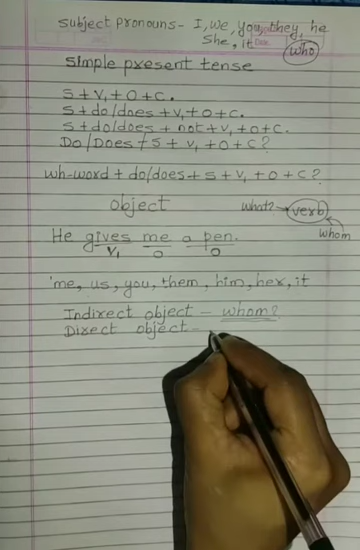 subject pronouns - I, we, you, they, he
she, it
who
Simple present tense
S + V1 + O + C.
S + do/does + V1 + O + C.
S + do/does + not + V1 + O + C.
Do/Does + S + V1 + O + C?
wh-word + do/does + S + V1 + O + C?
object
what? → verb
whom
He gives me a pen.
V1 O O
me, us, you, them, him, her, it
Indirect object - whom?
Direct object -